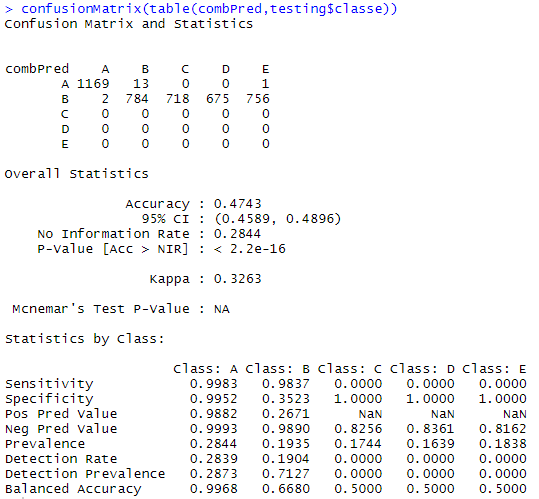 > confusionMatrix(table(combPred,testing$classe))
Confusion Matrix and Statistics
combPred A B C D E
A 1169 13 0 0 1
B 2 784 718 675 756
C 0 0 0 0 0
D 0 0 0 0 0
E 0 0 0 0 0
Overall Statistics
Accuracy : 0.4743
95% CI : (0.4589, 0.4896)
No Information Rate : 0.2844
P-Value [Acc > NIR] : < 2.2e-16
Kappa : 0.3263
Mcnemar's Test P-Value : NA
Statistics by Class:
Class: A Class: B Class: C Class: D Class: E
Sensitivity 0.9983 0.9837 0.0000 0.0000 0.0000
Specificity 0.9952 0.3523 1.0000 1.0000 1.0000
Pos Pred Value 0.9882 0.2671 NaN NaN NaN
Neg Pred Value 0.9993 0.9890 0.8256 0.8361 0.8162
Prevalence 0.2844 0.1935 0.1744 0.1639 0.1838
Detection Rate 0.2839 0.1904 0.0000 0.0000 0.0000
Detection Prevalence 0.2873 0.7127 0.0000 0.0000 0.0000
Balanced Accuracy 0.9968 0.6680 0.5000 0.5000 0.5000